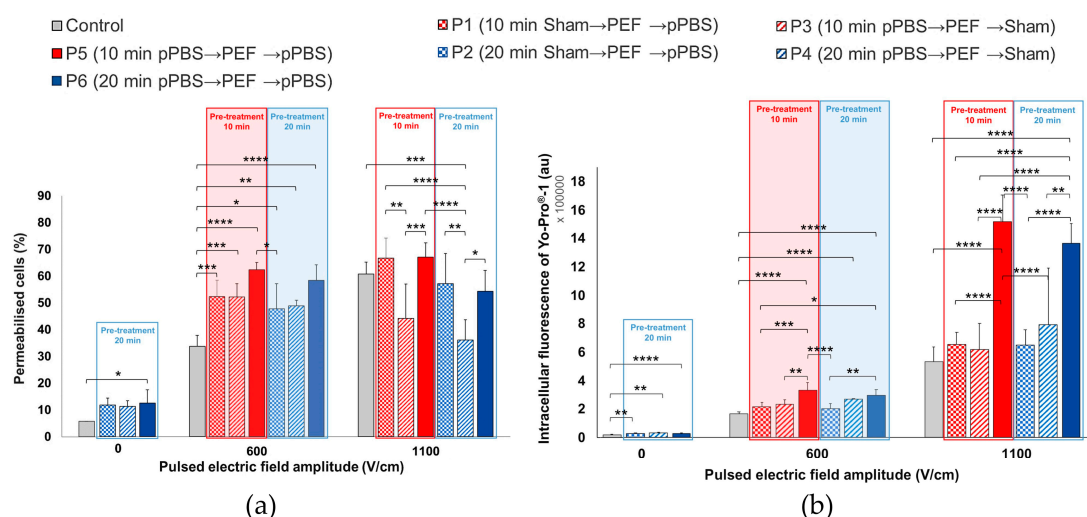 Control
P1 (10 min Sham→PEF →pPBS)
P3 (10 min pPBS→PEF →Sham)
P5 (10 min pPBS→PEF →pPBS)
P2 (20 min Sham→PEF →pPBS)
P4 (20 min pPBS→PEF →Sham)
P6 (20 min pPBS→PEF →pPBS)
Pre-treatment
10 min
Pre-treatment
20 min
Pre-treatment
10 min
Pre-treatment
20 min
Pre-treatment
20 min
****
**
*
****
***
***
*
***
****
**
****
***
**
*
*
Permeabilised cells (%)
90
80
70
60
50
40
30
20
10
0
0
600
1100
Pulsed electric field amplitude (V/cm)
(a)
Pre-treatment
10 min
Pre-treatment
20 min
Pre-treatment
10 min
Pre-treatment
20 min
Pre-treatment
20 min
****
****
****
*
***
****
**
**
****
**
**
****
****
****
****
**
****
****
****
****
****
Intracellular fluorescence of Yo-Pro®-1 (au)
x 100000
18
16
14
12
10
8
6
4
2
0
0
600
1100
Pulsed electric field amplitude (V/cm)
(b)